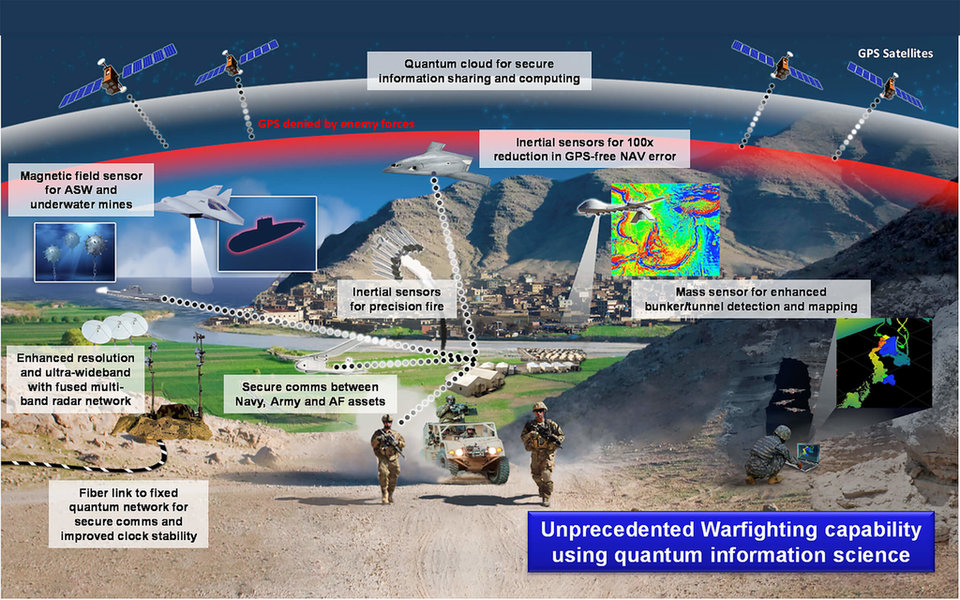 GPS Satellites
Quantum cloud for secure
information sharing and computing
GPS denied by enemy forces
Inertial sensors for 100x
reduction in GPS-free NAV error
Magnetic field sensor
for ASW and
underwater mines
Inertial sensors
for precision fire
Mass sensor for enhanced
bunker/tunnel detection and mapping
Enhanced resolution
and ultra-wideband
with fused multi-
band radar network
Secure comms between
Navy, Army and AF assets
Fiber link to fixed
quantum network for
secure comms and
improved clock stability
Unprecedented Warfighting capability
using quantum information science